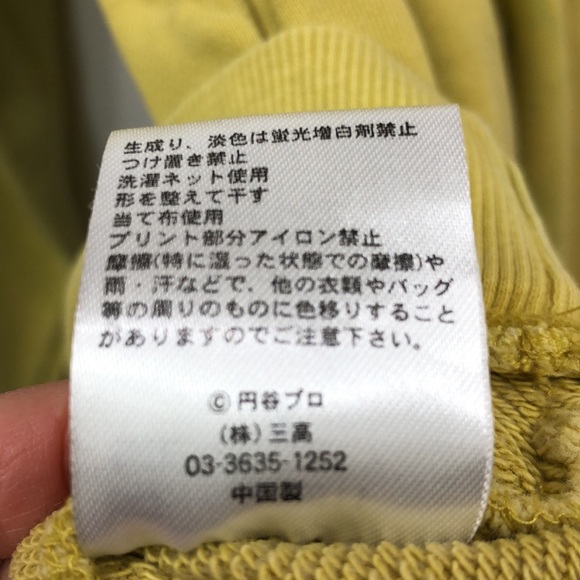 生成り、淡色は蛍光増白剤禁止
つけ置き禁止
洗濯ネット使用
形を整えて干す
当て布使用
プリント部分アイロン禁止
摩擦(特に湿った状態での摩擦)や
雨・汗などで、他の衣類やバッグ
等の周りのものに色移りすること
がありますのでご注意下さい。
© 円谷プロ
(株)三高
03-3635-1252
中国製